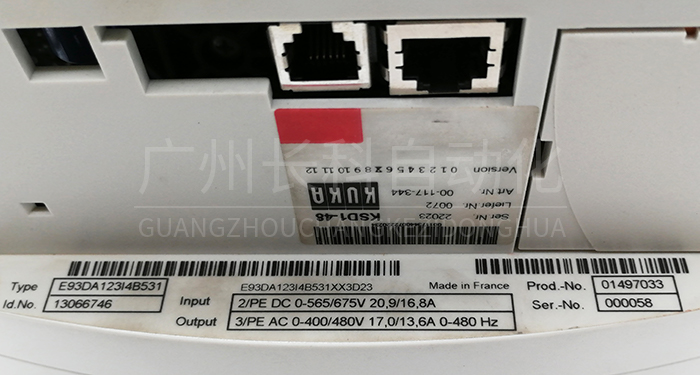 广州长科自动化
GUANGZHOUCHANGKEZIDONGHUA
KUKA
KSD1-48
Ser Nr 22023
Liefer Nr 0072
Art Nr 00-117-344
Version 0 1 2 3 4 5 6 x 8 9 10 11 12
Type E93DA123I4B531
Id.No. 13066746
E93DA123I4B531XX3D23 Made in France
Input 2/PE DC 0-565/675V 20,9/16,8A
Output 3/PE AC 0-400/480V 17,0/13,6A 0-480 Hz
Prod.-No. 01497033
Ser.-No. 000058